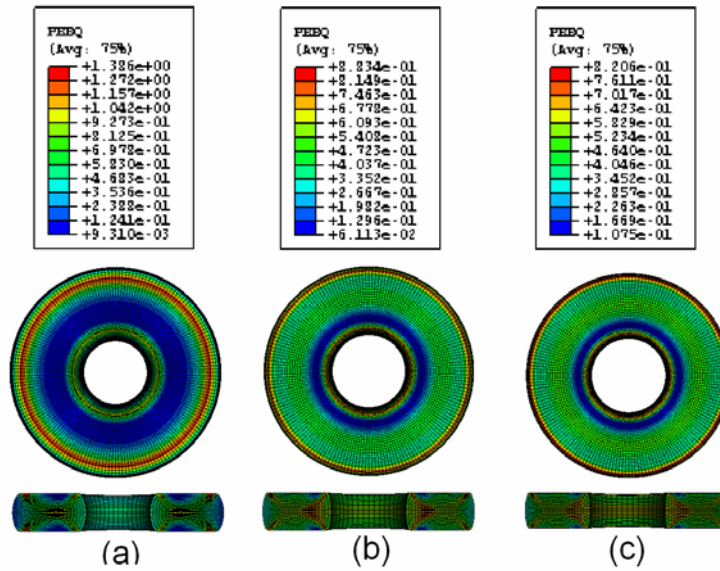 PEEQ
(Avg: 75%)
+1.386e+00
+1.272e+00
+1.157e+00
+1.042e+00
+9.273e-01
+8.125e-01
+6.978e-01
+5.830e-01
+4.683e-01
+3.536e-01
+2.388e-01
+1.241e-01
+9.310e-03
PEEQ
(Avg: 75%)
+8.834e-01
+8.149e-01
+7.463e-01
+6.778e-01
+6.093e-01
+5.408e-01
+4.723e-01
+4.037e-01
+3.352e-01
+2.667e-01
+1.982e-01
+1.296e-01
+6.113e-02
PEEQ
(Avg: 75%)
+8.206e-01
+7.611e-01
+7.017e-01
+6.423e-01
+5.829e-01
+5.234e-01
+4.640e-01
+4.046e-01
+3.452e-01
+2.857e-01
+2.263e-01
+1.669e-01
+1.075e-01
(a)
(b)
(c)